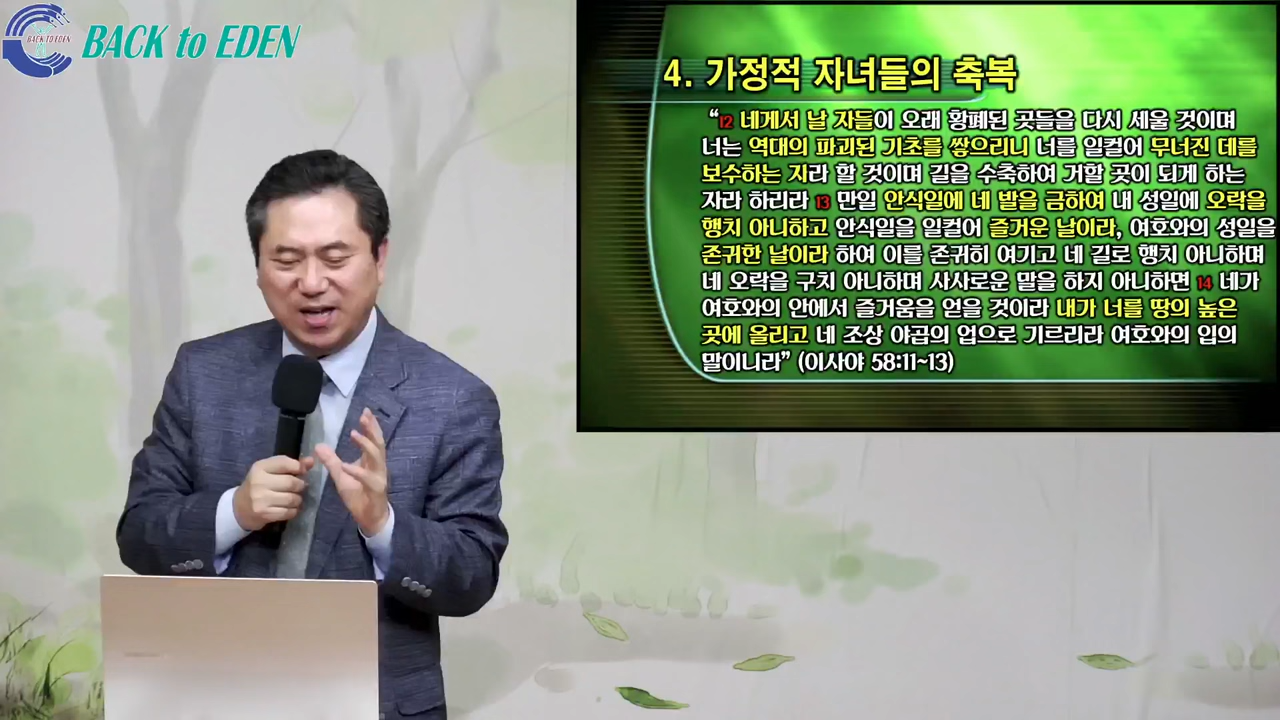 BACK TO EDEN
BACK to EDEN
4. 가정적 자녀들의 축복
“12 네게서 날 자들이 오래 황폐된 곳들을 다시 세울 것이며
너는 역대의 파괴된 기초를 쌓으리니 너를 일컬어 무너진 데를
보수하는 자라 할 것이며 길을 수축하여 거할 곳이 되게 하는
자라 하리라 13 만일 안식일에 네 발을 금하여 내 성일에 오락을
행치 아니하고 안식일을 일컬어 즐거운 날이라, 여호와의 성일을
존귀한 날이라 하여 이를 존귀히 여기고 네 길로 행치 아니하며
네 오락을 구치 아니하며 사사로운 말을 하지 아니하면 14 네가
여호와의 안에서 즐거움을 얻을 것이라 내가 너를 땅의 높은
곳에 올리고 네 조상 야곱의 업으로 기르리라 여호와의 입의
말이니라” (이사야 58:11~13)